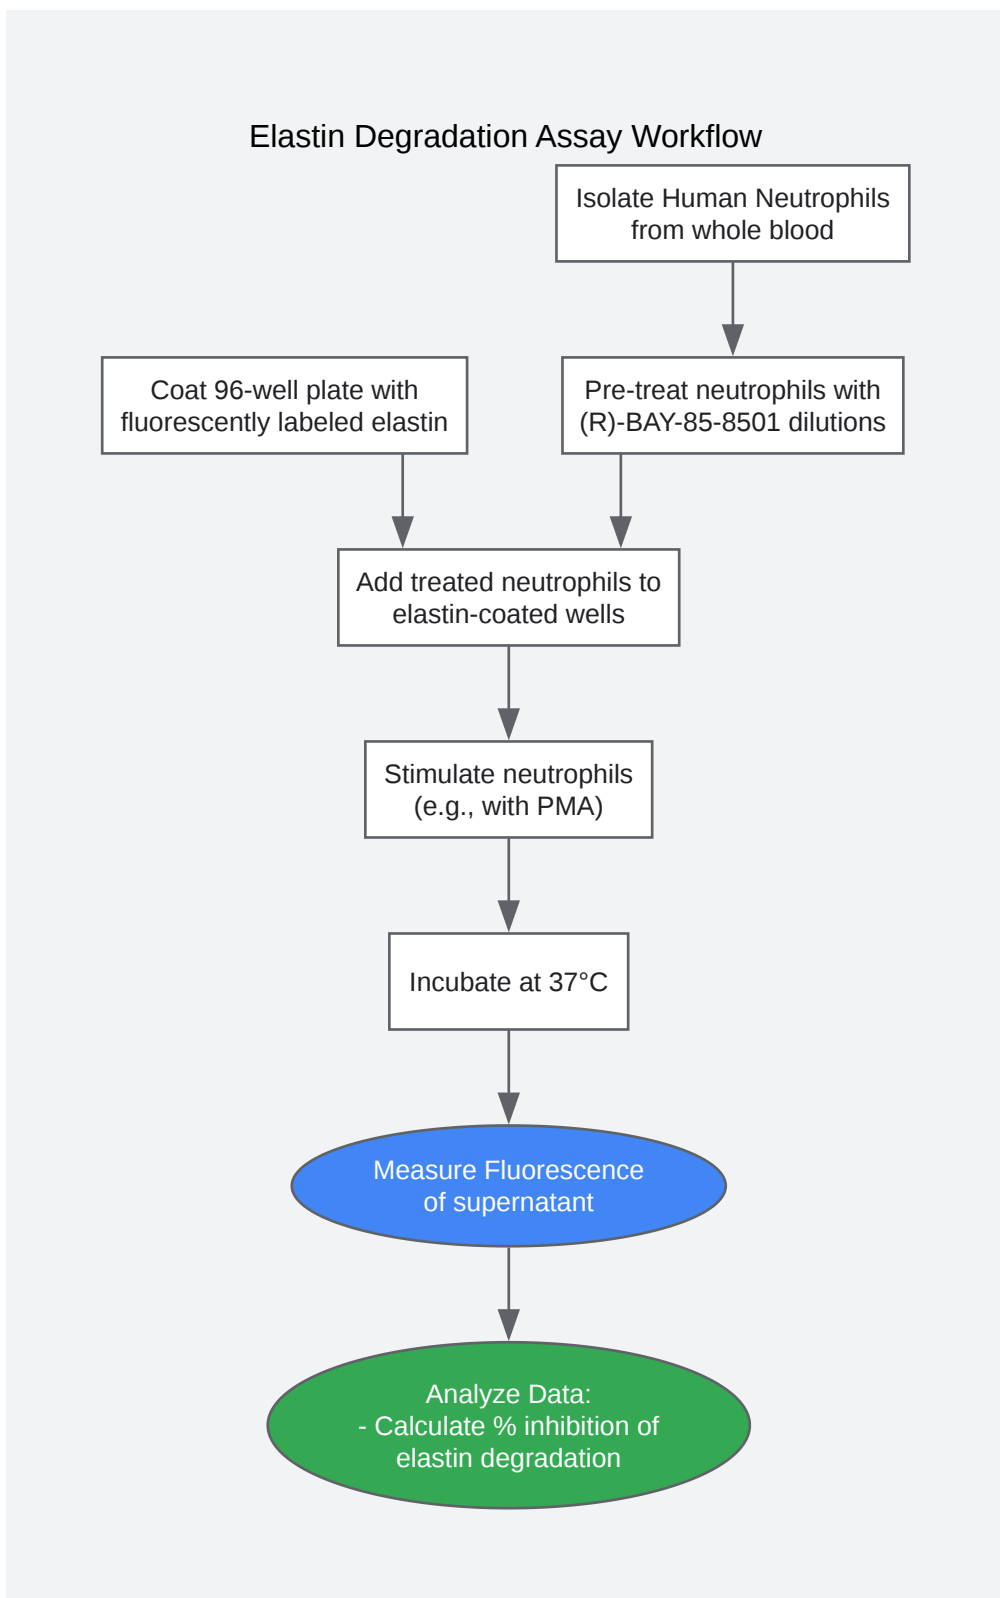 Elastin Degradation Assay Workflow
Isolate Human Neutrophils
from whole blood
Coat 96-well plate with
fluorescently labeled elastin
Pre-treat neutrophils with
(R)-BAY-85-8501 dilutions
Add treated neutrophils to
elastin-coated wells
Stimulate neutrophils
(e.g., with PMA)
Incubate at 37°C
Measure Fluorescence
of supernatant
Analyze Data:
- Calculate % inhibition of
elastin degradation